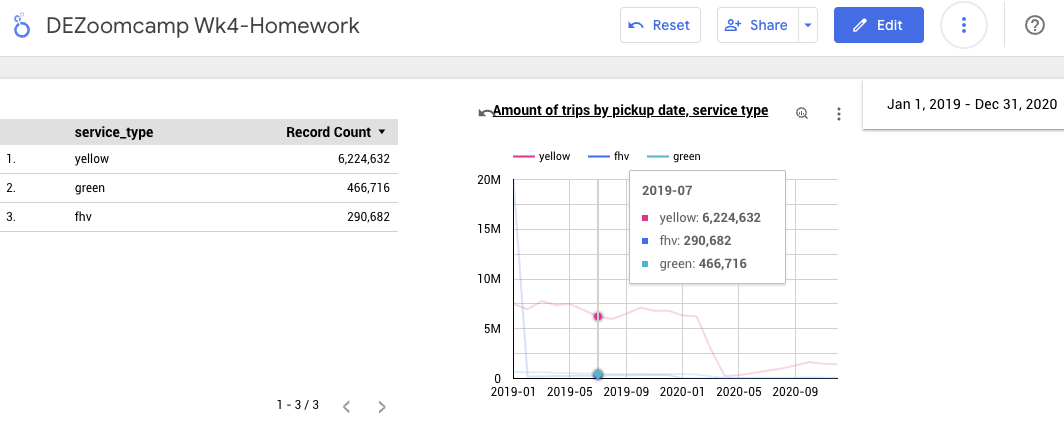 DEZoomcamp Wk4-Homework
Reset
Share
Edit
Jan 1, 2019 - Dec 31, 2020
service_type Record Count
1. yellow 6,224,632
2. green 466,716
3. fhv 290,682
1 - 3 / 3
Amount of trips by pickup date, service type
yellow fhv green
20M
15M
10M
5M
0
2019-01 2019-05 2019-09 2020-01 2020-05 2020-09
2019-07
yellow: 6,224,632
fhv: 290,682
green: 466,716